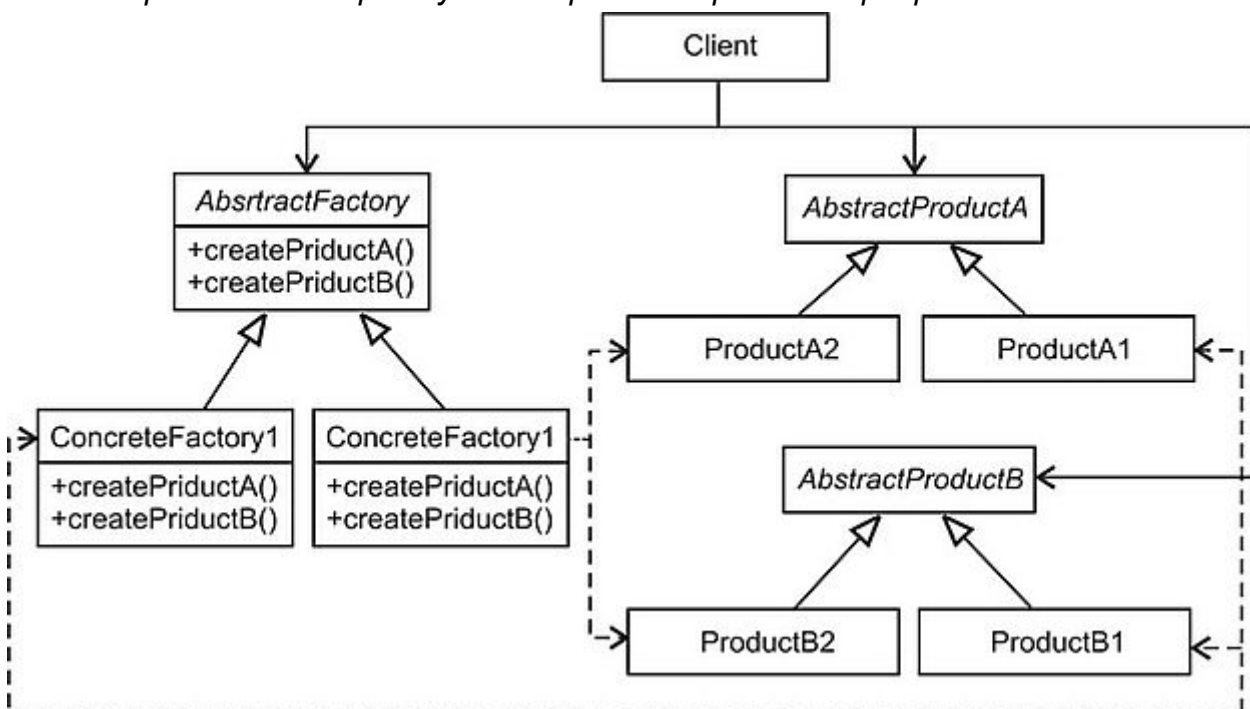 Client
AbsrtractFactory
+createPriductA()
+createPriductB()
AbstractProductA
ProductA2
ProductA1
ConcreteFactory1
+createPriductA()
+createPriductB()
ConcreteFactory1
+createPriductA()
+createPriductB()
AbstractProductB
ProductB2
ProductB1